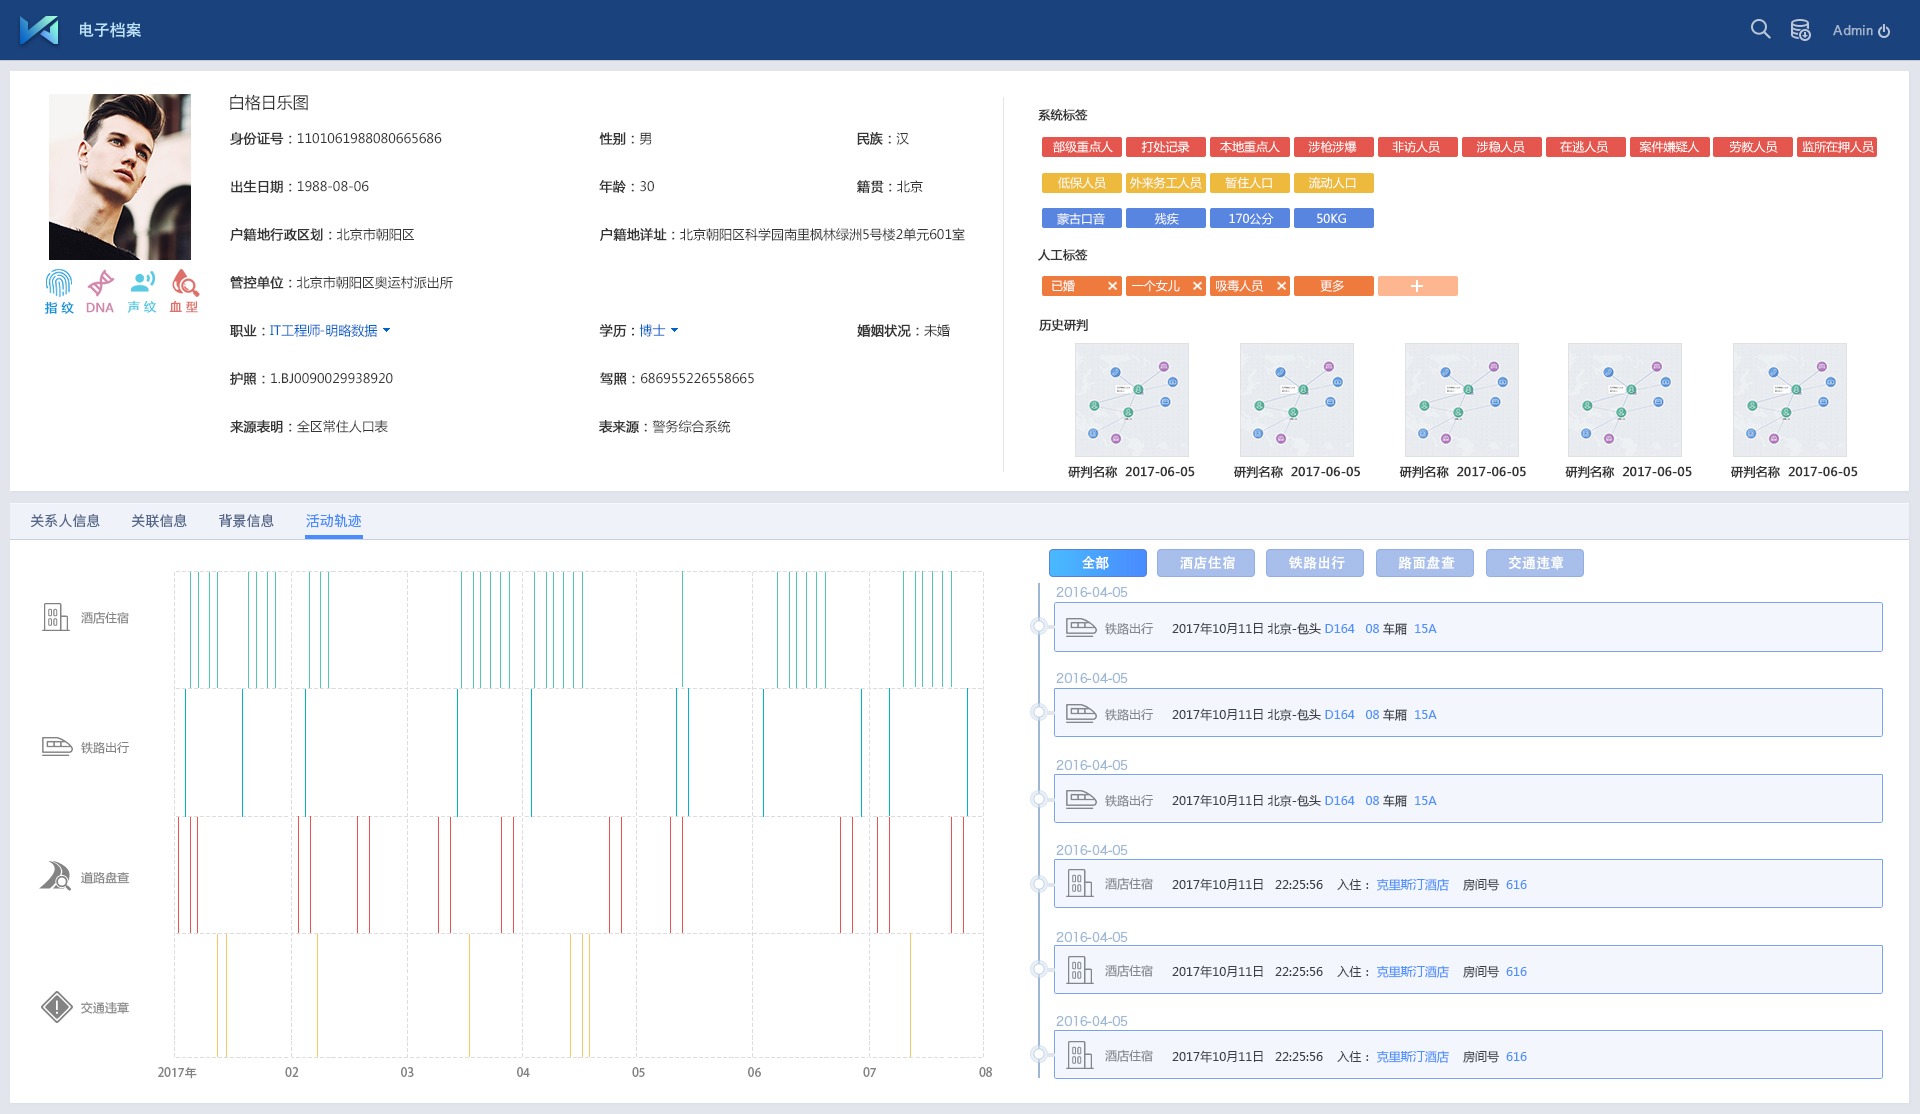 电子档案
Admin
白格日乐图
身份证号：1101061988080665686 性别：男 民族：汉
出生日期：1988-08-06 年龄：30 籍贯：北京
户籍地行政区划：北京市朝阳区 户籍地详址：北京朝阳区科学园南里枫林绿洲5号楼2单元601室
管控单位：北京市朝阳区奥运村派出所
指纹 DNA 声纹 血型
职业：IT工程师-明略数据 学历：博士 婚姻状况：未婚
护照：1.BJ0090029938920 驾照：686955226558665
来源表明：全区常住人口表 表来源：警务综合系统
系统标签
部级重点人 打处记录 本地重点人 涉枪涉爆 非访人员 涉稳人员 在逃人员 案件嫌疑人 劳教人员 监所在押人员
低保人员 外来务工人员 暂住人口 流动人口
蒙古口音 残疾 170公分 50KG
人工标签
已婚 一个女儿 吸毒人员 更多
历史研判
研判名称 2017-06-05 研判名称 2017-06-05 研判名称 2017-06-05 研判名称 2017-06-05 研判名称 2017-06-05
关系人信息 关联信息 背景信息 活动轨迹
酒店住宿
铁路出行
道路盘查
交通违章
2017年 02 03 04 05 06 07 08
全部 酒店住宿 铁路出行 路面盘查 交通违章
2016-04-05
铁路出行 2017年10月11日 北京-包头 D164 08 车厢 15A
2016-04-05
铁路出行 2017年10月11日 北京-包头 D164 08 车厢 15A
2016-04-05
铁路出行 2017年10月11日 北京-包头 D164 08 车厢 15A
2016-04-05
酒店住宿 2017年10月11日 22:25:56 入住：克里斯汀酒店 房间号 616
2016-04-05
酒店住宿 2017年10月11日 22:25:56 入住：克里斯汀酒店 房间号 616
2016-04-05
酒店住宿 2017年10月11日 22:25:56 入住：克里斯汀酒店 房间号 616